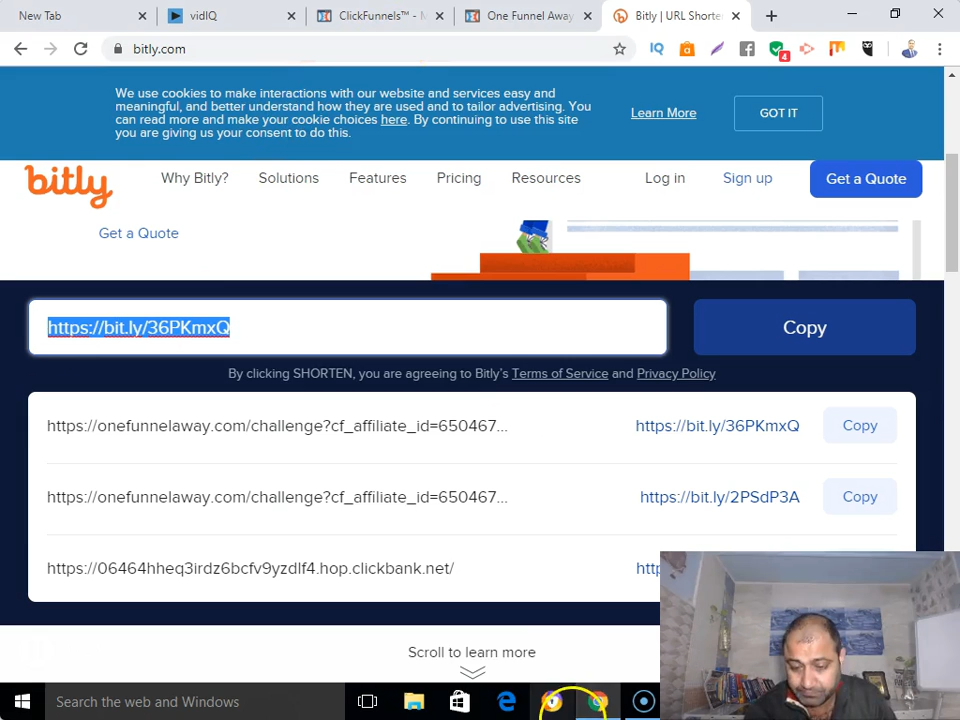 New Tab
vidIQ
ClickFunnels™ - M
One Funnel Away
Bitly | URL Shorte
bitly.com
IQ
4
We use cookies to make interactions with our website and services easy and
meaningful, and better understand how they are used and to tailor advertising. You
can read more and make your cookie choices here. By continuing to use this site
you are giving us your consent to do this.
Learn More
GOT IT
bitly
Why Bitly?
Solutions
Features
Pricing
Resources
Log in
Sign up
Get a Quote
Get a Quote
https://bit.ly/36PKmxQ
Copy
By clicking SHORTEN, you are agreeing to Bitly's Terms of Service and Privacy Policy
https://onefunnelaway.com/challenge?cf_affiliate_id=650467...
https://bit.ly/36PKmxQ
Copy
https://onefunnelaway.com/challenge?cf_affiliate_id=650467...
https://bit.ly/2PSdP3A
Copy
https://06464hheq3irdz6bcfv9yzdlf4.hop.clickbank.net/
http
Scroll to learn more
Search the web and Windows